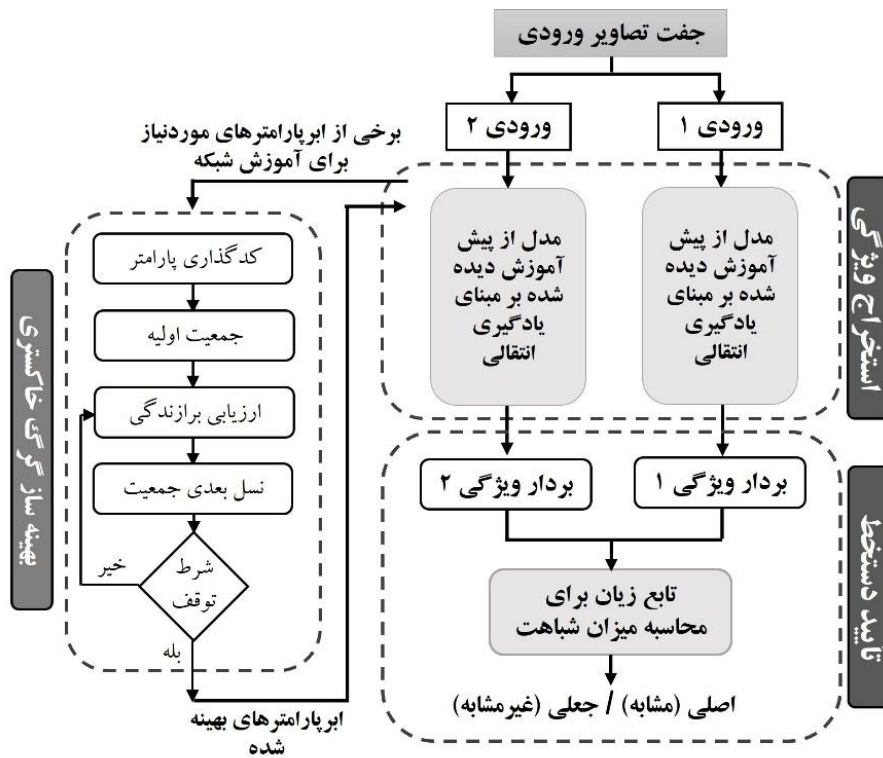 جفت تصاویر ورودی
ورودی ۱
ورودی ۲
استخراج ویژگی
مدل از پیش
آموزش دیده
شده بر مبنای
یادگیری
انتقالی
مدل از پیش
آموزش دیده
شده بر مبنای
یادگیری
انتقالی
تایید دستخط
بردار ویژگی ۱
بردار ویژگی ۲
تابع زیان برای
محاسبه میزان شباهت
اصلی (مشابه) / جعلی (غیرمشابه)
برخی از ابرپارامترهای موردنیاز
برای آموزش شبکه
بهینه ساز گرگ خاکستری
کدگذاری پارامتر
جمعیت اولیه
ارزیابی برازندگی
نسل بعدی جمعیت
شرط
توقف
خیر
بله
ابرپارامترهای بهینه
شده